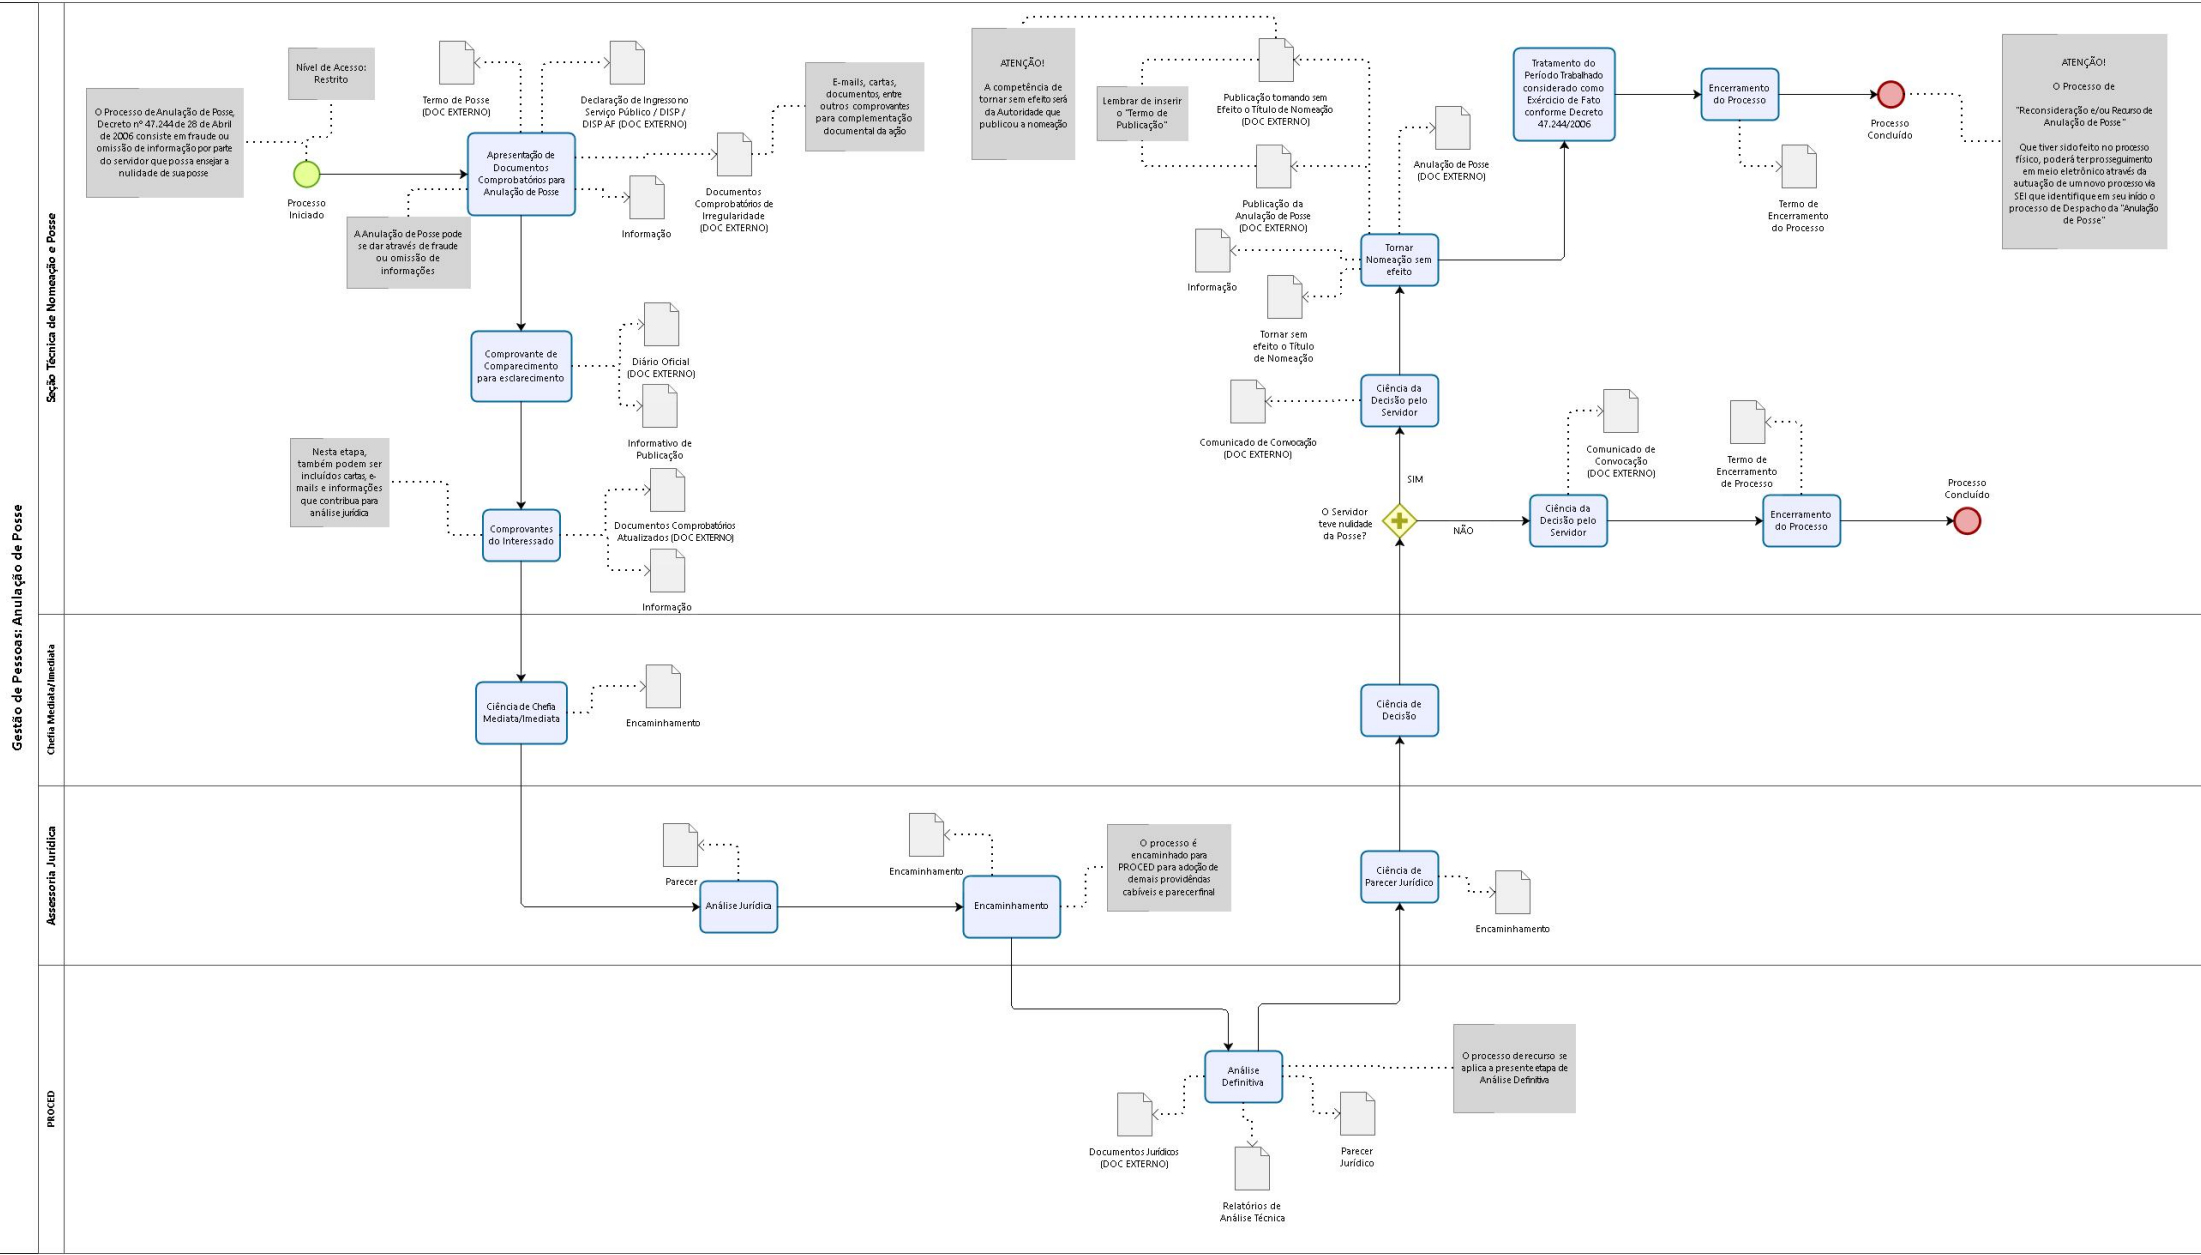 Gestão de Pessoas: Anulação de Posse
Seção Técnica de Nomeação e Posse
O Processo de Anulação de Posse,
Decreto nº 47.244 de 28 de Abril
de 2006 consiste em fraude ou
omissão de informação por parte
do servidor que possa ensejar a
nulidade de sua posse
Nível de Acesso:
Restrito
Processo
Iniciado
Termo de Posse
(DOC EXTERNO)
Declaração de Ingresso no
Serviço Público / DISP /
DISP AF (DOC EXTERNO)
E-mails, cartas,
documentos, entre
outros comprovantes
para complementação
documental da ação
Apresentação de
Documentos
Comprobatórios para
Anulação de Posse
Documentos
Comprobatórios de
Irregularidade
(DOC EXTERNO)
Informação
A Anulação de Posse pode
se dar através de fraude
ou omissão de
informações
Comprovante de
Comparecimento
para esclarecimento
Diário Oficial
(DOC EXTERNO)
Informativo de
Publicação
Nesta etapa,
também podem ser
incluídos cartas, e-
mails e informações
que contribua para
análise jurídica
Comprovantes
do Interessado
Documentos Comprobatórios
Atualizados (DOC EXTERNO)
Informação
ATENÇÃO!
A competência de
tornar sem efeito será
da Autoridade que
publicou a nomeação
Lembrar de inserir
o "Termo de
Publicação"
Publicação tornando sem
Efeito o Título de Nomeação
(DOC EXTERNO)
Publicação da
Anulação de Posse
(DOC EXTERNO)
Anulação de Posse
(DOC EXTERNO)
Informação
Tornar sem
efeito o Título
de Nomeação
Tornar
Nomeação sem
efeito
Tratamento do
Período Trabalhado
considerado como
Exércicio de Fato
conforme Decreto
47.244/2006
Encerramento
do Processo
Termo de
Encerramento
do Processo
Processo
Concluído
ATENÇÃO!
O Processo de
"Reconsideração e/ou Recurso de
Anulação de Posse"
Que tiver sido feito no processo
físico, poderá ter prosseguimento
em meio eletrônico através da
autuação de um novo processo via
SEI que identifique em seu início o
processo de Despacho da "Anulação
de Posse"
Ciência da
Decisão pelo
Servidor
Comunicado de Convocação
(DOC EXTERNO)
SIM
O Servidor
teve nulidade
da Posse?
NÃO
Ciência da
Decisão pelo
Servidor
Comunicado de
Convocação
(DOC EXTERNO)
Termo de
Encerramento
de Processo
Encerramento
do Processo
Processo
Concluído
Chefia Mediata/Imediata
Ciência de Chefia
Mediata/Imediata
Encaminhamento
Ciência de
Decisão
Assessoria Jurídica
Parecer
Análise Jurídica
Encaminhamento
Encaminhamento
O processo é
encaminhado para
PROCED para adoção de
demais providências
cabíveis e parecer final
Ciência de
Parecer Jurídico
Encaminhamento
PROCED
Análise
Definitiva
O processo de recurso se
aplica a presente etapa de
Análise Definitiva
Documentos Jurídicos
(DOC EXTERNO)
Relatórios de
Análise Técnica
Parecer
Jurídico